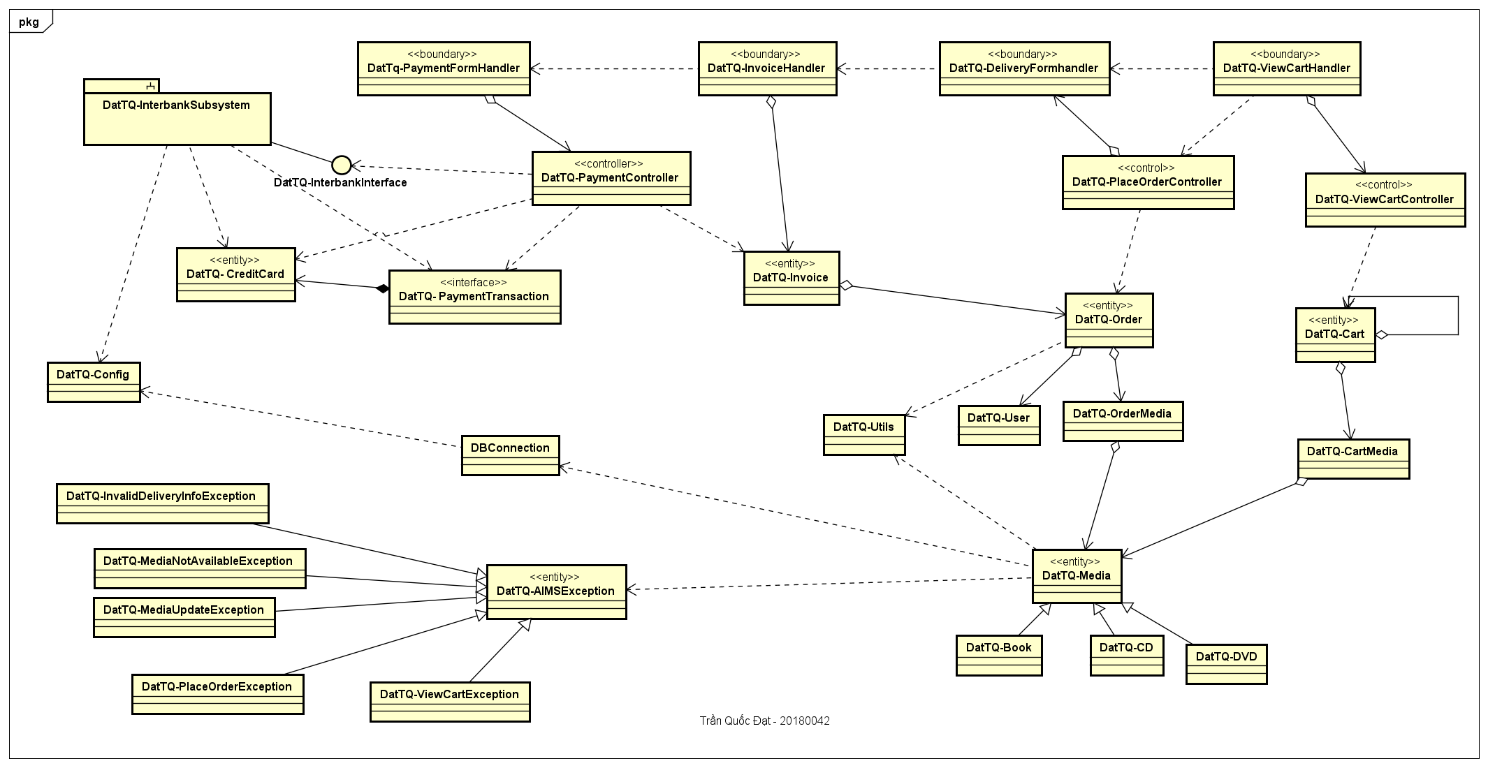 pkg
<<boundary>>
DatTq-PaymentFormHandler
<<boundary>>
DatTQ-InvoiceHandler
<<boundary>>
DatTQ-DeliveryFormhandler
<<boundary>>
DatTQ-ViewCartHandler
DatTQ-InterbankSubsystem
DatTQ-InterbankInterface
<<controller>>
DatTQ-PaymentController
<<control>>
DatTQ-PlaceOrderController
<<control>>
DatTQ-ViewCartController
<<entity>>
DatTQ- CreditCard
<<interface>>
DatTQ- PaymentTransaction
<<entity>>
DatTQ-Invoice
<<entity>>
DatTQ-Order
<<entity>>
DatTQ-Cart
DatTQ-Config
DatTQ-Utils
DatTQ-User
DatTQ-OrderMedia
DBConnection
DatTQ-CartMedia
DatTQ-InvalidDeliveryInfoException
DatTQ-MediaNotAvailableException
DatTQ-MediaUpdateException
<<entity>>
DatTQ-AIMSException
<<entity>>
DatTQ-Media
DatTQ-Book
DatTQ-CD
DatTQ-DVD
DatTQ-PlaceOrderException
DatTQ-ViewCartException
Trần Quốc Đạt - 20180042